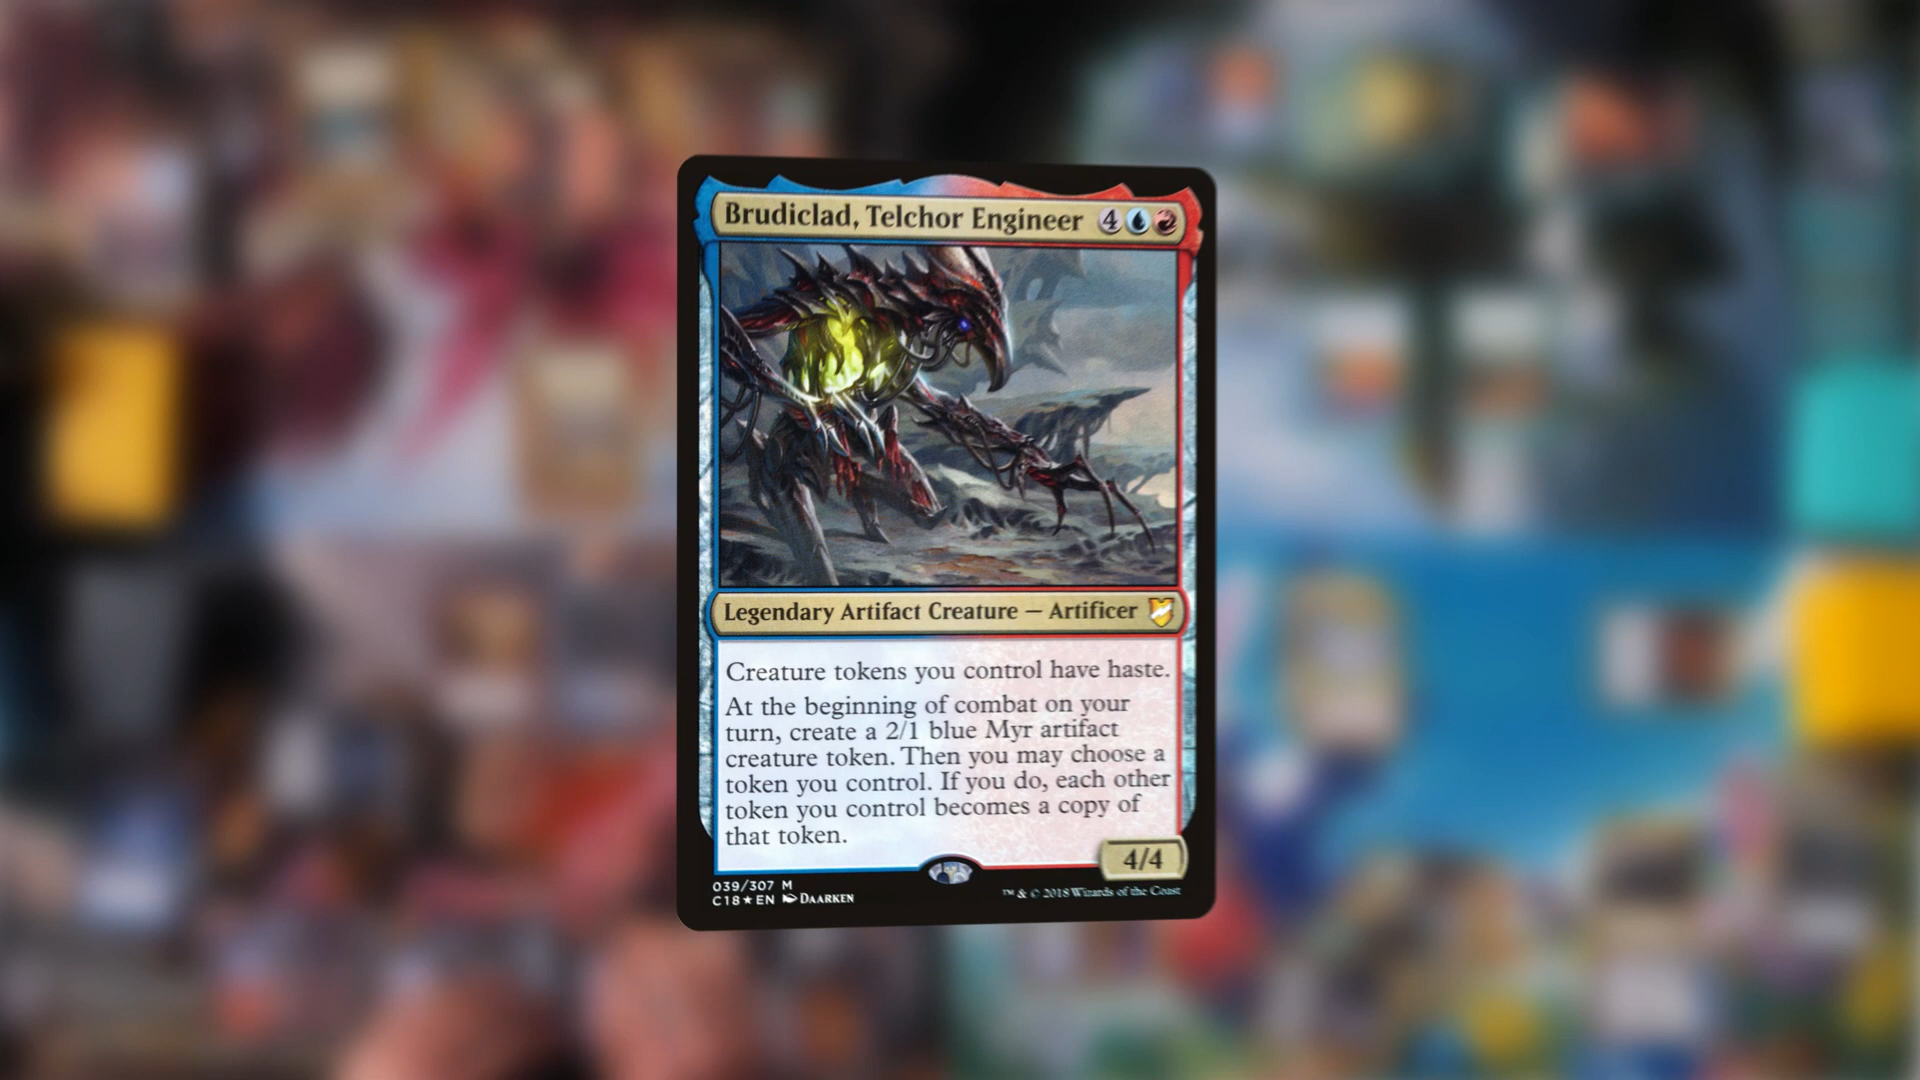 Brudiclad, Telchor Engineer 4
Legendary Artifact Creature — Artificer
Creature tokens you control have haste.
At the beginning of combat on your
turn, create a 2/1 blue Myr artifact
creature token. Then you may choose a
token you control. If you do, each other
token you control becomes a copy of
that token.
4/4
039/307 M
C18★EN DAARKEN
™ & © 2018 Wizards of the Coast